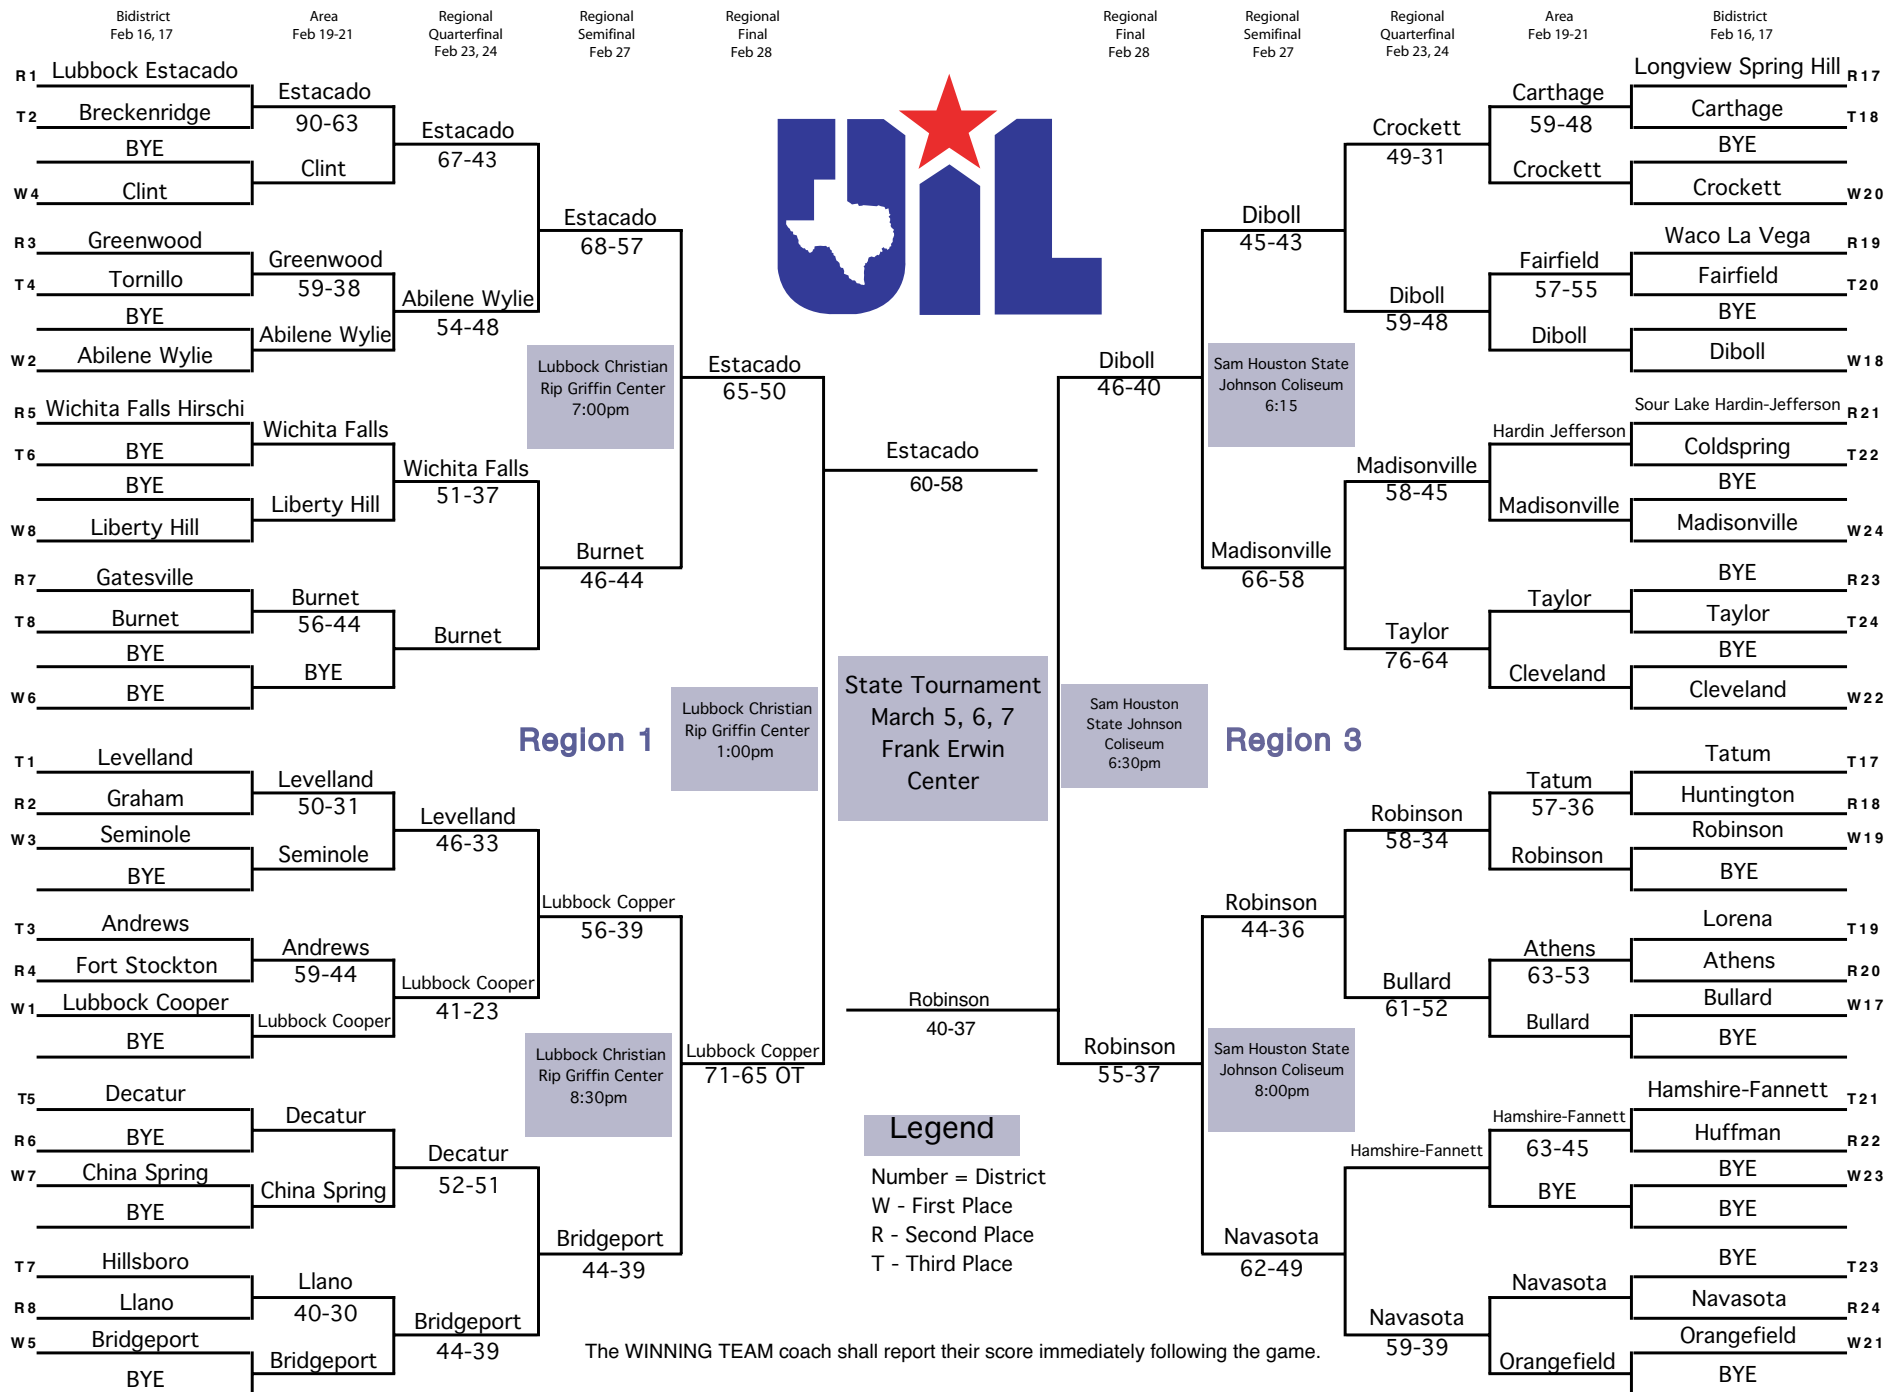 Bidistrict
Feb 16, 17
Area
Feb 19-21
Regional
Quarterfinal
Feb 23, 24
Regional
Semifinal
Feb 27
Regional
Final
Feb 28
Regional
Final
Feb 28
Regional
Semifinal
Feb 27
Regional
Quarterfinal
Feb 23, 24
Area
Feb 19-21
Bidistrict
Feb 16, 17
R1 Lubbock Estacado
T2 Breckenridge
BYE
W4 Clint
R3 Greenwood
T4 Tornillo
BYE
W2 Abilene Wylie
R5 Wichita Falls Hirschi
T6 BYE
BYE
W8 Liberty Hill
R7 Gatesville
T8 Burnet
BYE
W6 BYE
T1 Levelland
R2 Graham
W3 Seminole
BYE
T3 Andrews
R4 Fort Stockton
W1 Lubbock Cooper
BYE
T5 Decatur
R6 BYE
W7 China Spring
BYE
T7 Hillsboro
R8 Llano
W5 Bridgeport
BYE
Estacado
90-63
Clint
Greenwood
59-38
Abilene Wylie
Wichita Falls
Liberty Hill
Burnet
56-44
BYE
Levelland
50-31
Seminole
Andrews
59-44
Lubbock Cooper
Decatur
China Spring
Llano
40-30
Bridgeport
Estacado
67-43
Abilene Wylie
54-48
Wichita Falls
51-37
Burnet
Levelland
46-33
Lubbock Cooper
41-23
Decatur
52-51
Bridgeport
44-39
Estacado
68-57
Lubbock Christian
Rip Griffin Center
7:00pm
Burnet
46-44
Region 1
Lubbock Copper
56-39
Lubbock Christian
Rip Griffin Center
8:30pm
Bridgeport
44-39
Estacado
65-50
Lubbock Christian
Rip Griffin Center
1:00pm
Lubbock Copper
71-65 OT
UIL
Estacado
60-58
State Tournament
March 5, 6, 7
Frank Erwin
Center
Robinson
40-37
Legend
Number = District
W - First Place
R - Second Place
T - Third Place
The WINNING TEAM coach shall report their score immediately following the game.
Diboll
46-40
Sam Houston
State Johnson
Coliseum
6:30pm
Robinson
55-37
Diboll
45-43
Sam Houston State
Johnson Coliseum
6:15
Madisonville
66-58
Region 3
Robinson
44-36
Sam Houston State
Johnson Coliseum
8:00pm
Navasota
62-49
Crockett
49-31
Diboll
59-48
Madisonville
58-45
Taylor
76-64
Robinson
58-34
Bullard
61-52
Hamshire-Fannett
Navasota
59-39
Carthage
59-48
Crockett
Fairfield
57-55
Diboll
Hardin Jefferson
Madisonville
Taylor
Cleveland
Tatum
57-36
Robinson
Athens
63-53
Bullard
Hamshire-Fannett
63-45
BYE
Navasota
Orangefield
Longview Spring Hill R17
Carthage T18
BYE
Crockett W20
Waco La Vega R19
Fairfield T20
BYE
Diboll W18
Sour Lake Hardin-Jefferson R21
Coldspring T22
BYE
Madisonville W24
BYE R23
Taylor T24
BYE
Cleveland W22
Tatum T17
Huntington R18
Robinson W19
BYE
Lorena T19
Athens R20
Bullard W17
BYE
Hamshire-Fannett T21
Huffman R22
BYE W23
BYE
BYE T23
Navasota R24
Orangefield W21
BYE